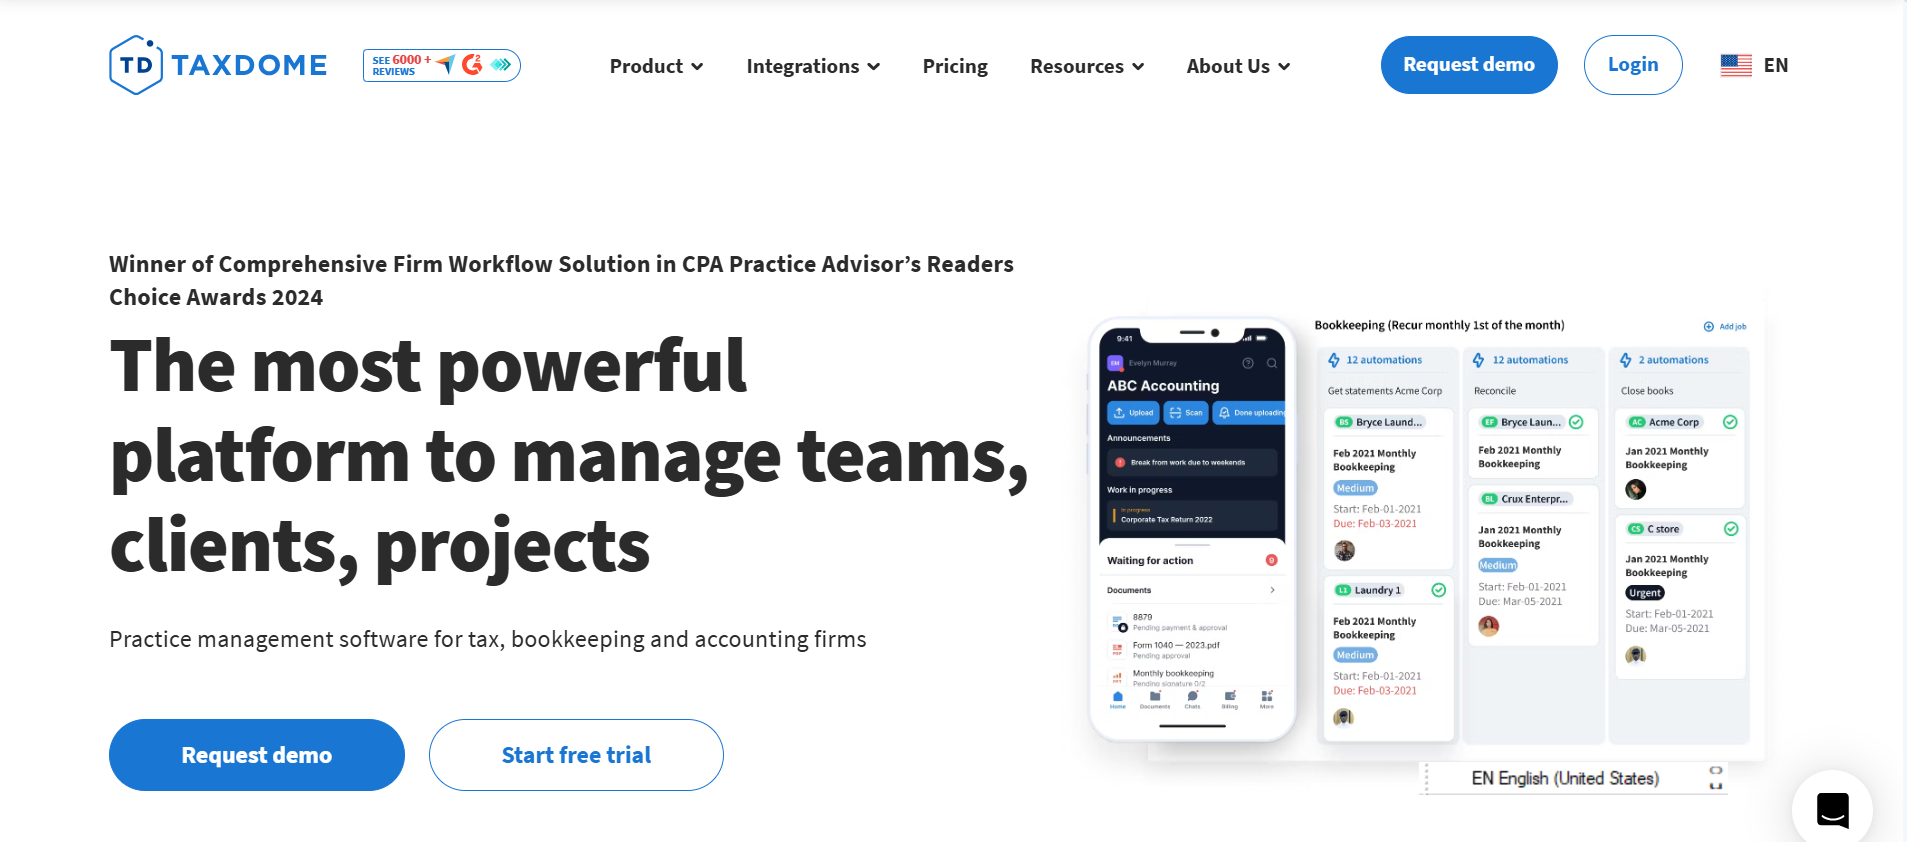 TD TAXDOME
SEE 6000 +
REVIEWS
Product
Integrations
Pricing
Resources
About Us
Request demo
Login
EN
Winner of Comprehensive Firm Workflow Solution in CPA Practice Advisor’s Readers
Choice Awards 2024
The most powerful
platform to manage teams,
clients, projects
Practice management software for tax, bookkeeping and accounting firms
Request demo
Start free trial
9:41
EM Evelyn Murray
ABC Accounting
Upload
Scan
Done uploading
Announcements
Break from work due to weekends
Work in progress
In progress
Corporate Tax Return 2022
Waiting for action 9
Documents
8879
Pending payment & approval
Form 1040 — 2023.pdf
Pending approval
Monthly bookkeeping
Pending signature 0/2
Home
Documents
Chats
Billing
More
Bookkeeping (Recur monthly 1st of the month)
Add job
12 automations
Get statements Acme Corp
BS Bryce Laund...
Feb 2021 Monthly
Bookkeeping
Medium
Start: Feb-01-2021
Due: Feb-03-2021
L1 Laundry 1
Feb 2021 Monthly
Bookkeeping
Medium
Start: Feb-01-2021
Due: Feb-03-2021
12 automations
Reconcile
EF Bryce Laun...
Feb 2021 Monthly
Bookkeeping
BL Crux Enterpr...
Jan 2021 Monthly
Bookkeeping
Medium
Start: Feb-01-2021
Due: Mar-05-2021
2 automations
Close books
AC Acme Corp
Jan 2021 Monthly
Bookkeeping
CS C store
Jan 2021 Monthly
Bookkeeping
Urgent
Start: Feb-01-2021
Due: Mar-05-2021
EN English (United States)